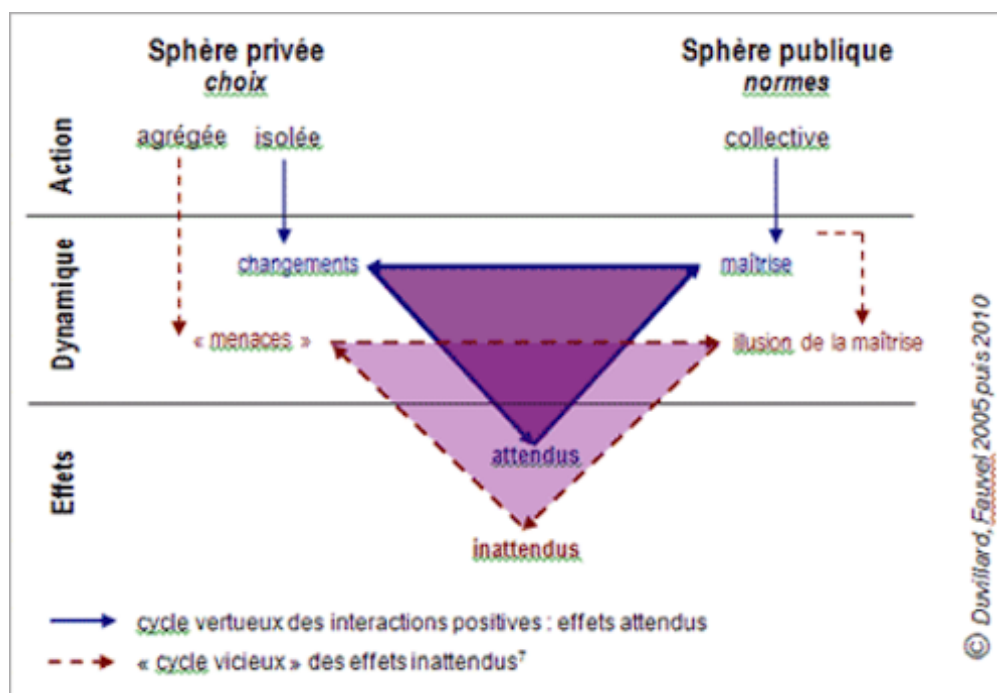 Sphère privée
choix
Sphère publique
normes
Action
agrégée
isolée
collective
Dynamique
changements
maîtrise
« menaces »
illusion de la maîtrise
Effets
attendus
inattendus
cycle vertueux des interactions positives : effets attendus
« cycle vicieux » des effets inattendus⁷
© Duvillard, Fauvel 2005 puis 2010